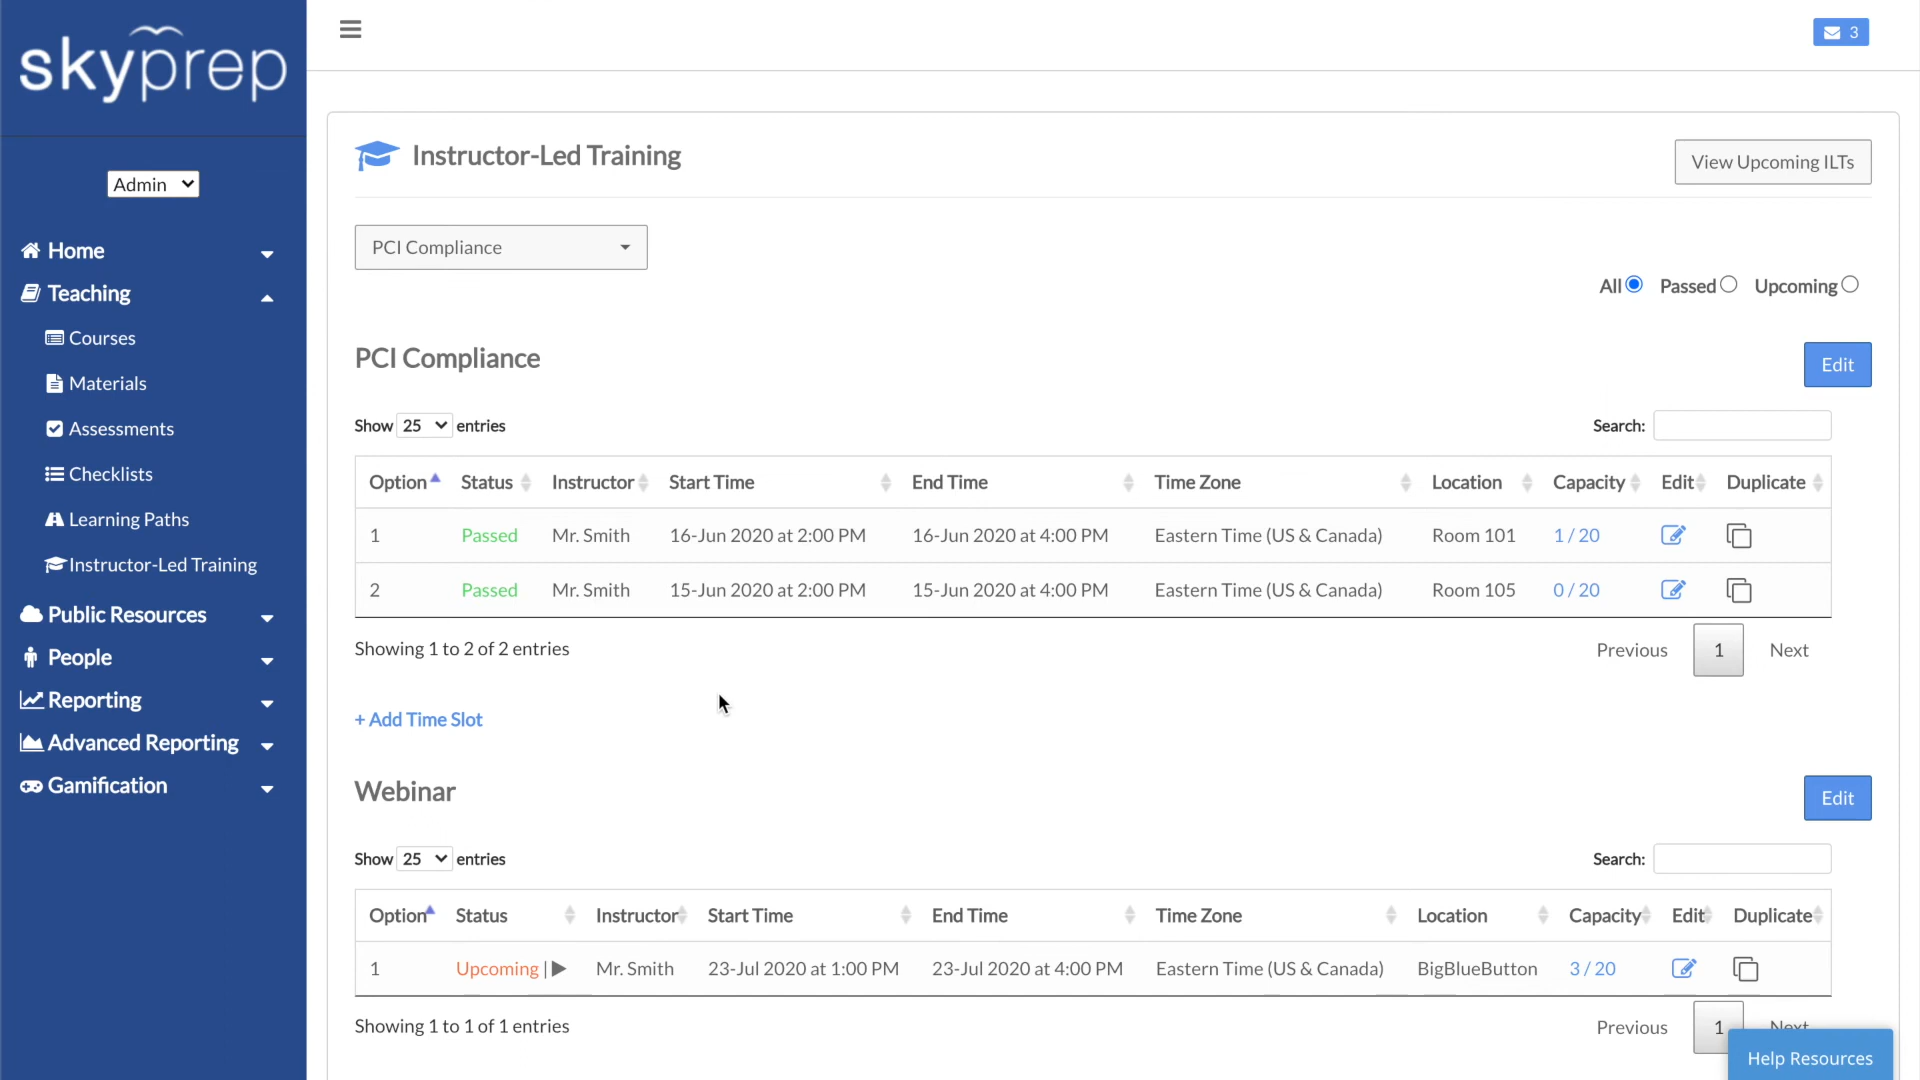 skyprep
3
Admin
Home
Teaching
Courses
Materials
Assessments
Checklists
Learning Paths
Instructor-Led Training
Public Resources
People
Reporting
Advanced Reporting
Gamification
Instructor-Led Training
View Upcoming ILTs
PCI Compliance
All Passed Upcoming
PCI Compliance
Edit
Show 25 entries
Search:
Option Status Instructor Start Time End Time Time Zone Location Capacity Edit Duplicate
1 Passed Mr. Smith 16-Jun 2020 at 2:00 PM 16-Jun 2020 at 4:00 PM Eastern Time (US & Canada) Room 101 1 / 20
2 Passed Mr. Smith 15-Jun 2020 at 2:00 PM 15-Jun 2020 at 4:00 PM Eastern Time (US & Canada) Room 105 0 / 20
Showing 1 to 2 of 2 entries
Previous 1 Next
+ Add Time Slot
Webinar
Edit
Show 25 entries
Search:
Option Status Instructor Start Time End Time Time Zone Location Capacity Edit Duplicate
1 Upcoming | Mr. Smith 23-Jul 2020 at 1:00 PM 23-Jul 2020 at 4:00 PM Eastern Time (US & Canada) BigBlueButton 3 / 20
Showing 1 to 1 of 1 entries
Previous 1 Next
Help Resources